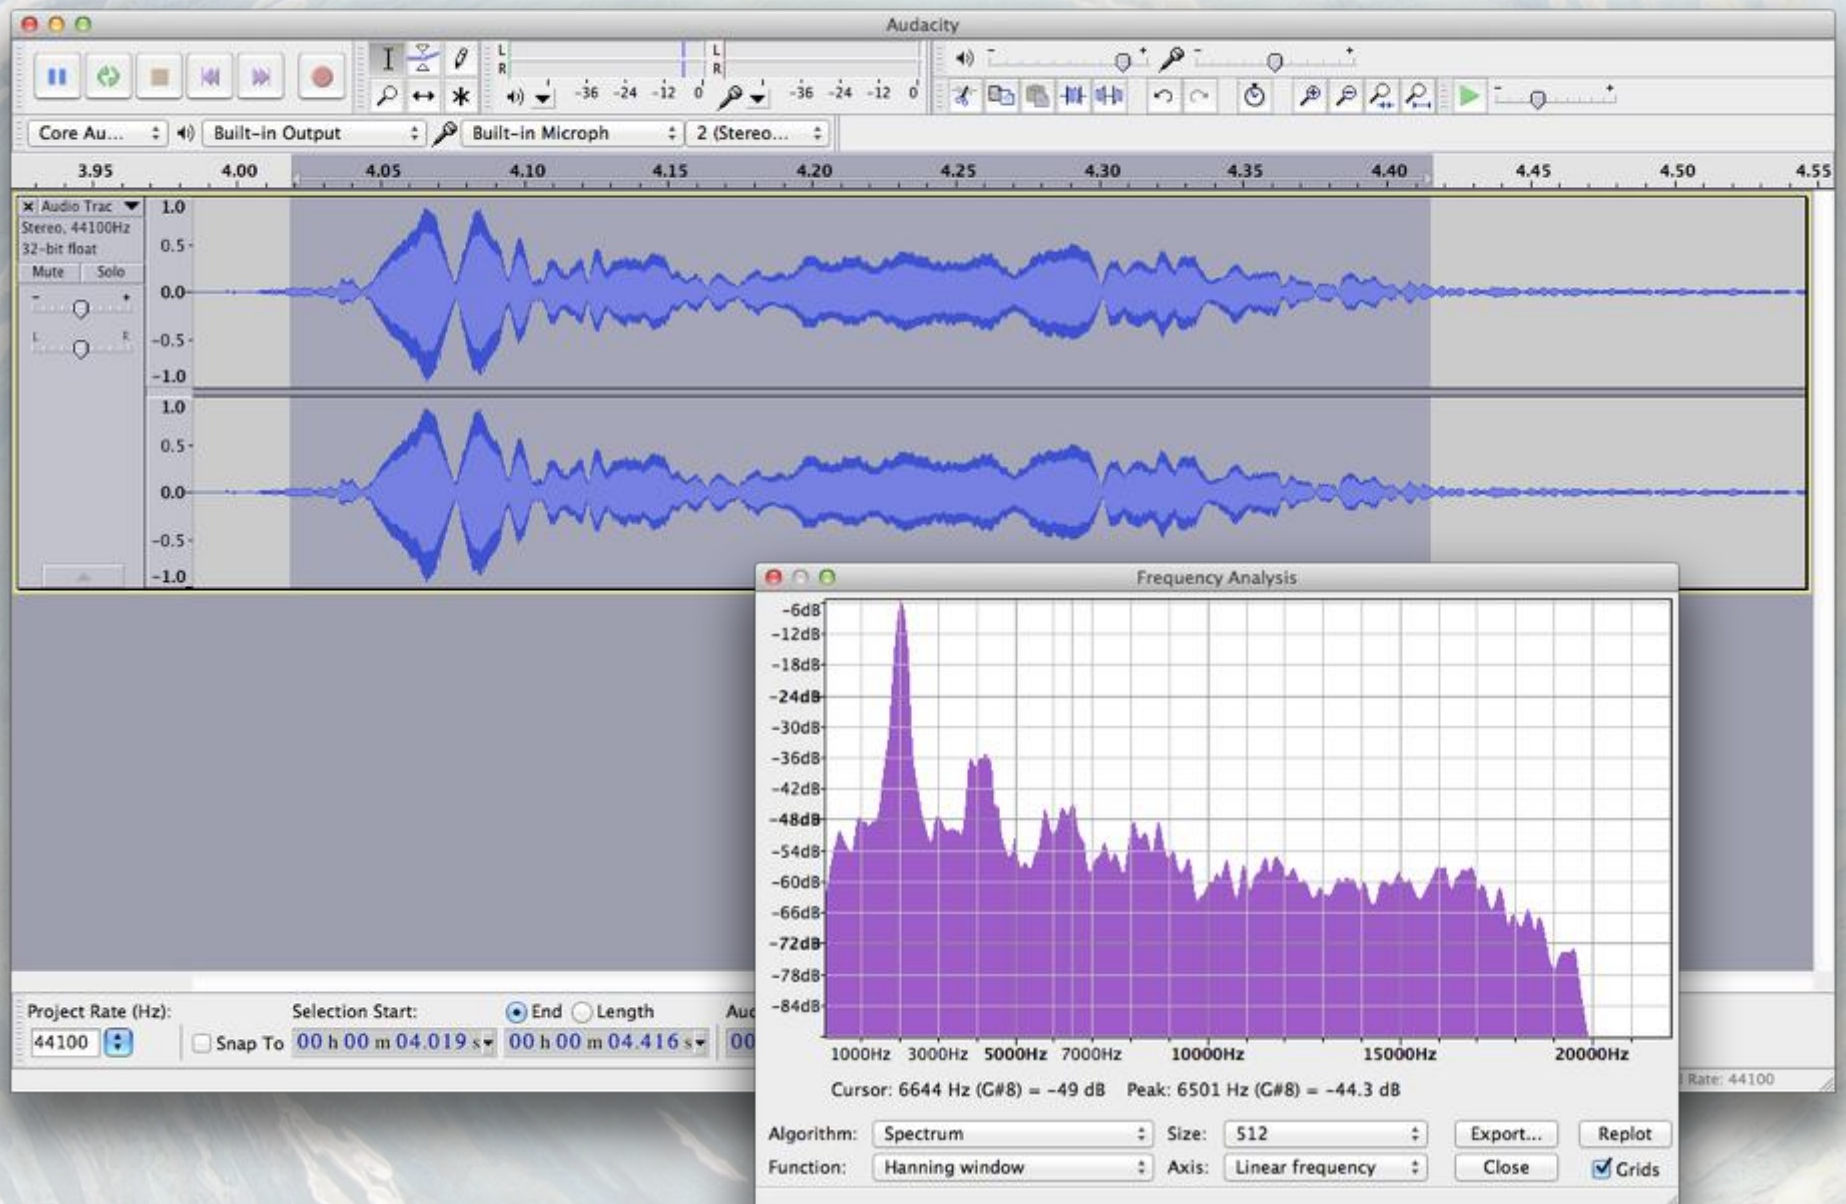 Audacity
L
R
-36 -24 -12 0
L
R
-36 -24 -12 0
Core Au...
Built-in Output
Built-in Microph
2 (Stereo...
3.95 4.00 4.05 4.10 4.15 4.20 4.25 4.30 4.35 4.40 4.45 4.50 4.55
Audio Trac
Stereo, 44100Hz
32-bit float
Mute Solo
- +
L R
1.0
0.5
0.0
-0.5
-1.0
1.0
0.5
0.0
-0.5
-1.0
Project Rate (Hz):
44100
Snap To
Selection Start:
00 h 00 m 04.019 s
End Length
00 h 00 m 04.416 s
Auc
00
Rate: 44100
Frequency Analysis
-6dB
-12dB
-18dB
-24dB
-30dB
-36dB
-42dB
-48dB
-54dB
-60dB
-66dB
-72dB
-78dB
-84dB
1000Hz 3000Hz 5000Hz 7000Hz 10000Hz 15000Hz 20000Hz
Cursor: 6644 Hz (G#8) = -49 dB Peak: 6501 Hz (G#8) = -44.3 dB
Algorithm: Spectrum Size: 512 Export... Replot
Function: Hanning window Axis: Linear frequency Close Grids